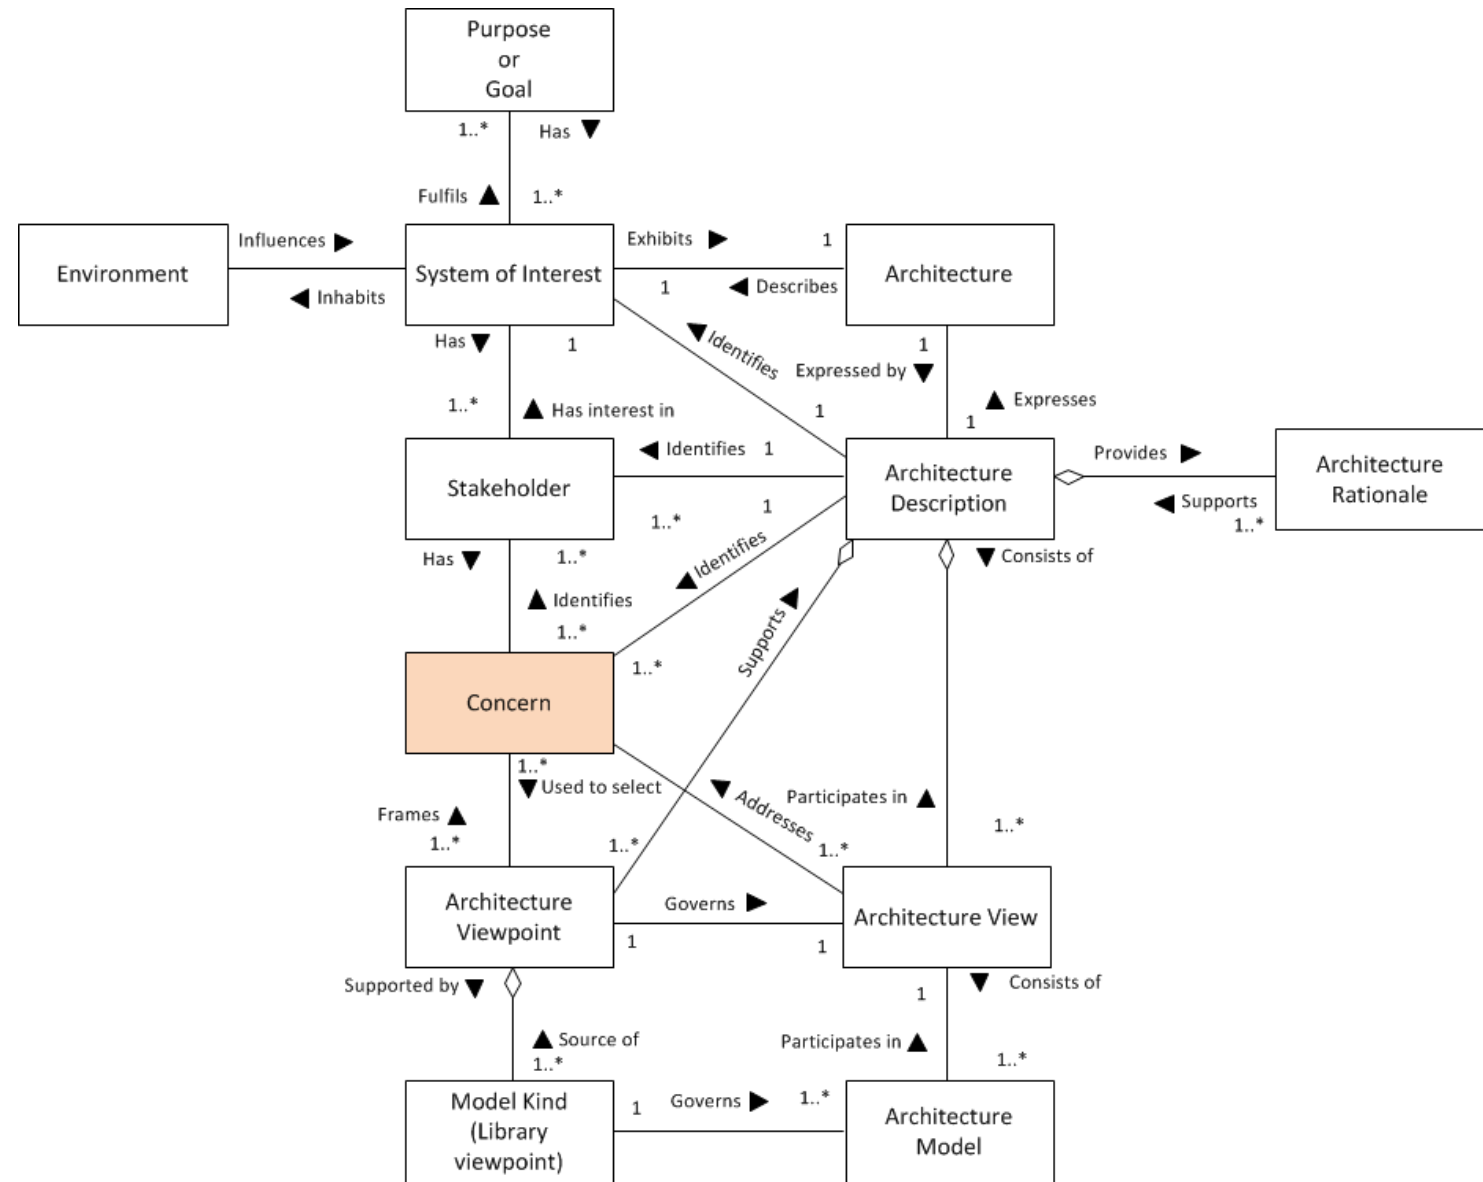 Purpose
or
Goal
1..*
Has
Fulfils
1..*
Environment
Influences
Inhabits
System of Interest
Exhibits
1
1
Describes
Architecture
Has
1
1..*
Has interest in
Identifies
1
Expressed by
1
Expresses
1
Stakeholder
Identifies
1
1..*
Architecture
Description
Provides
Supports
1..*
Architecture
Rationale
Has
1..*
Identifies
1..*
1
Identifies
1..*
Supports
Consists of
Concern
1..*
Used to select
Frames
1..*
1..*
Addresses
1..*
Participates in
1..*
Architecture
Viewpoint
Governs
1
1
Architecture View
Supported by
Source of
1..*
1
Consists of
Participates in
1..*
Model Kind
(Library
viewpoint)
1
Governs
1..*
Architecture
Model